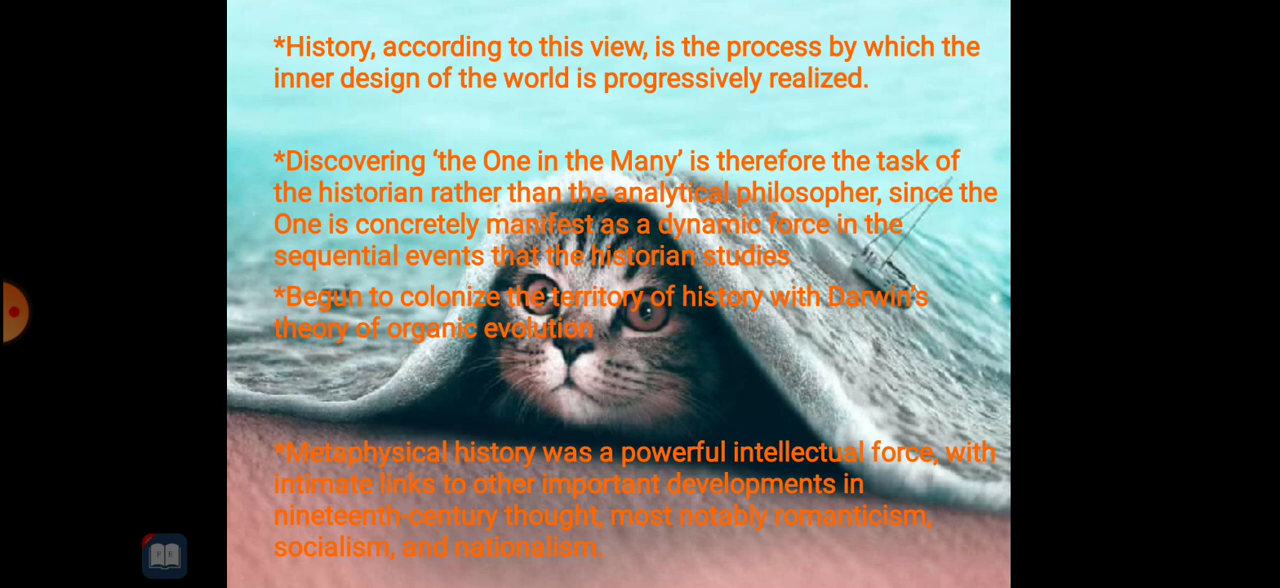 *History, according to this view, is the process by which the
inner design of the world is progressively realized.
*Discovering ‘the One in the Many’ is therefore the task of
the historian rather than the analytical philosopher, since the
One is concretely manifest as a dynamic force in the
sequential events that the historian studies
*Begun to colonize the territory of history with Darwin’s
theory of organic evolution
*Metaphysical history was a powerful intellectual force, with
intimate links to other important developments in
nineteenth-century thought, most notably romanticism,
socialism, and nationalism.